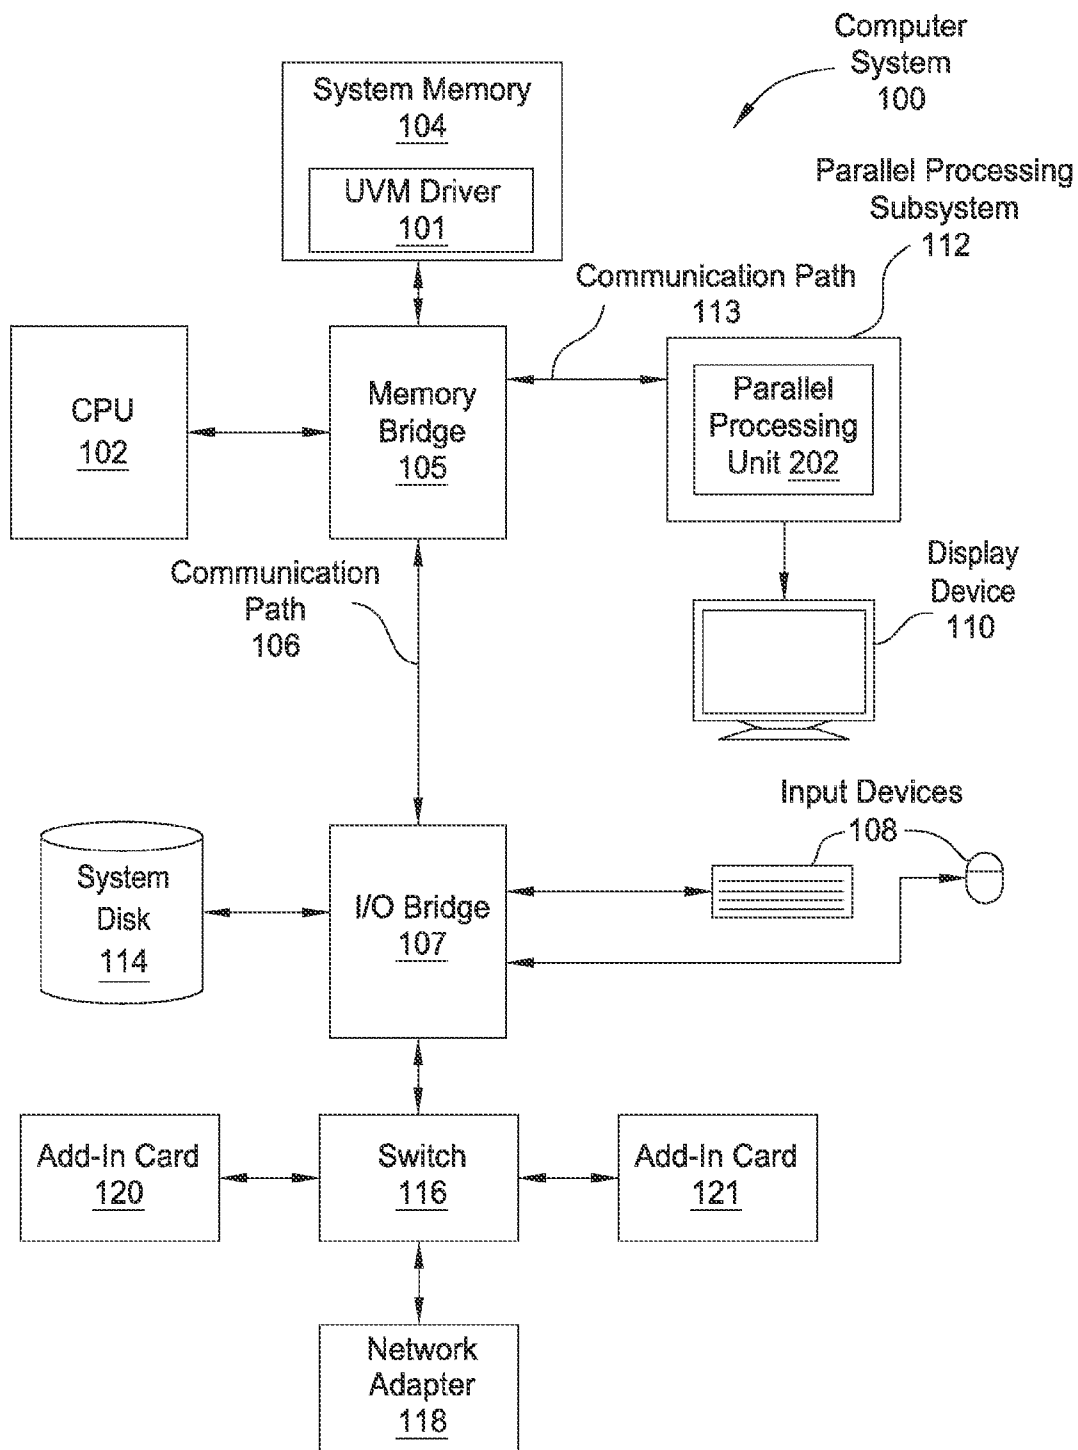 Computer
System
100
System Memory
104
UVM Driver
101
Parallel Processing
Subsystem
112
Communication Path
113
CPU
102
Memory
Bridge
105
Parallel
Processing
Unit 202
Communication
Path
106
Display
Device
110
Input Devices
108
System
Disk
114
I/O Bridge
107
Add-In Card
120
Switch
116
Add-In Card
121
Network
Adapter
118